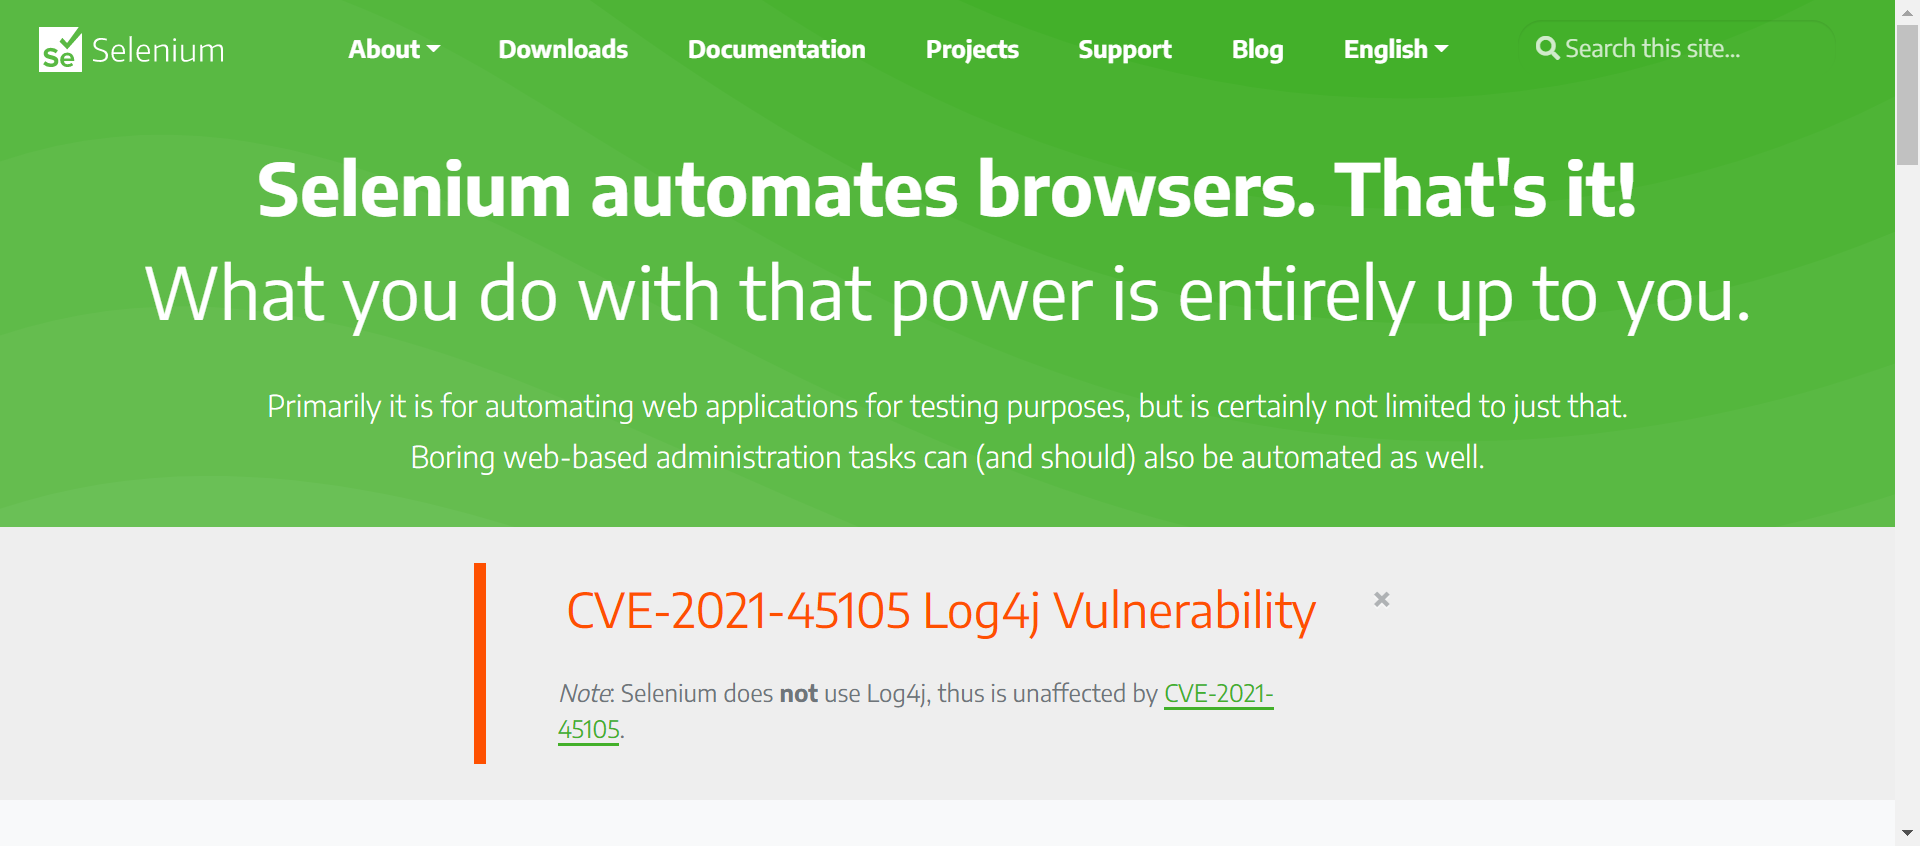 Se Selenium About Downloads Documentation Projects Support Blog English Search this site...
Selenium automates browsers. That's it!
What you do with that power is entirely up to you.
Primarily it is for automating web applications for testing purposes, but is certainly not limited to just that.
Boring web-based administration tasks can (and should) also be automated as well.
CVE-2021-45105 Log4j Vulnerability ×
Note: Selenium does not use Log4j, thus is unaffected by CVE-2021-
45105.